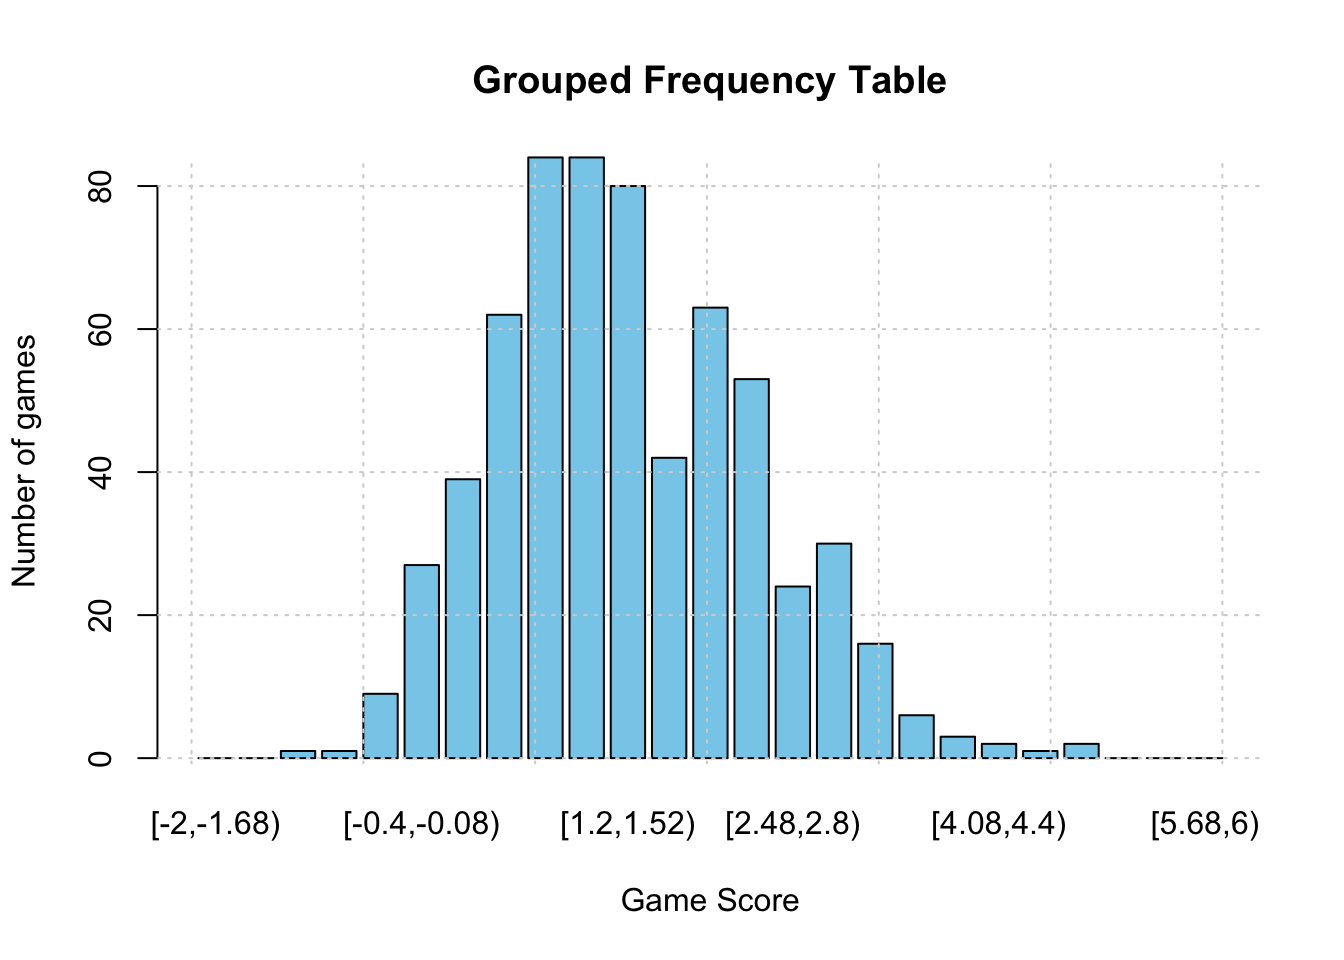 Grouped Frequency Table
Number of games
80
60
40
20
0
[-2,-1.68) [-0.4,-0.08) [1.2,1.52) [2.48,2.8) [4.08,4.4) [5.68,6)
Game Score